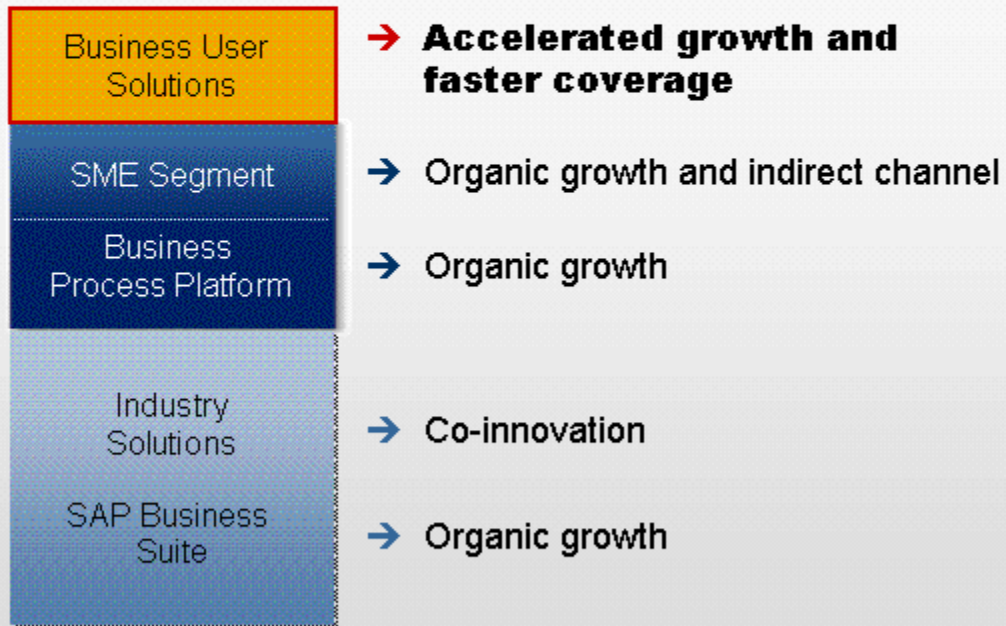 Business User
Solutions
→ Accelerated growth and
faster coverage
SME Segment
→ Organic growth and indirect channel
Business
Process Platform
→ Organic growth
Industry
Solutions
→ Co-innovation
SAP Business
Suite
→ Organic growth